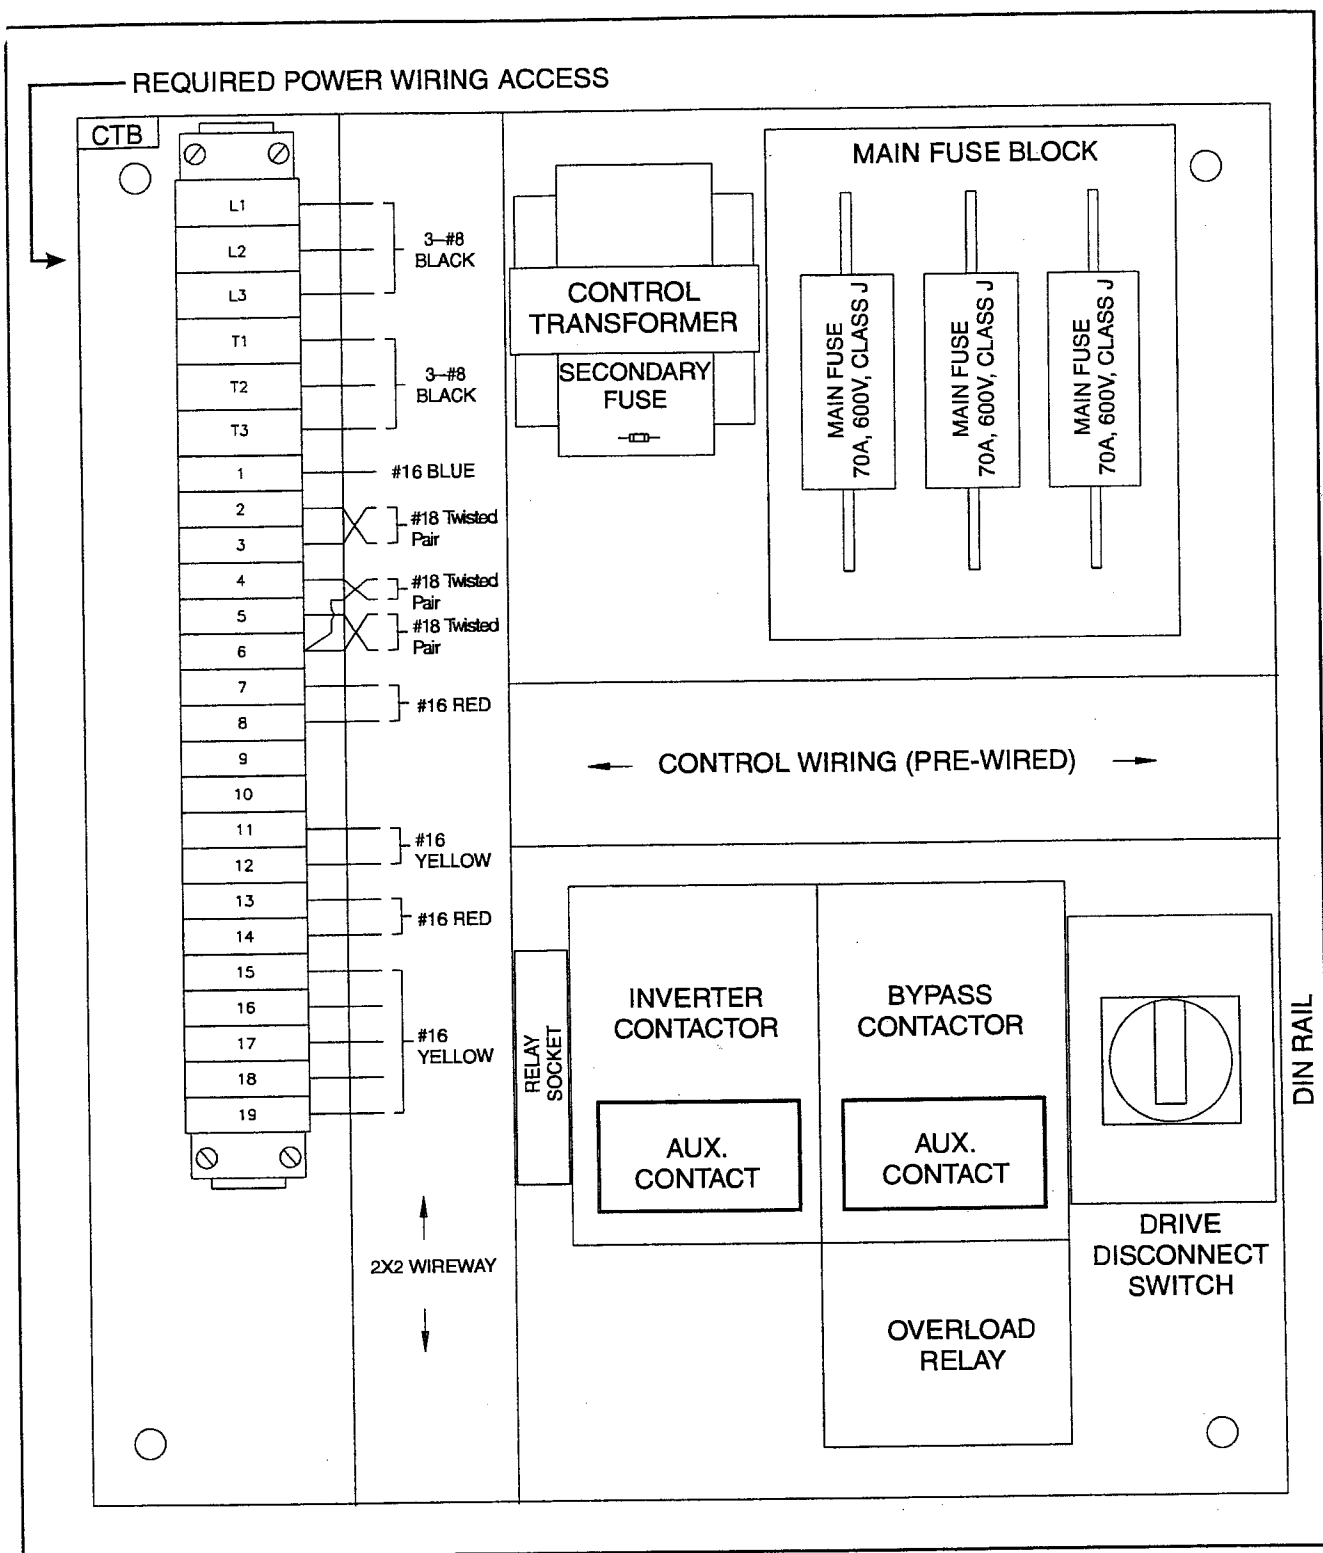 REQUIRED POWER WIRING ACCESS
CTB
L1
L2
L3
T1
T2
T3
1
2
3
4
5
6
7
8
9
10
11
12
13
14
15
16
17
18
19
3-#8
BLACK
3-#8
BLACK
#16 BLUE
#18 Twisted
Pair
#18 Twisted
Pair
#18 Twisted
Pair
#16 RED
#16
YELLOW
#16 RED
#16
YELLOW
2X2 WIREWAY
CONTROL
TRANSFORMER
SECONDARY
FUSE
MAIN FUSE BLOCK
MAIN FUSE
70A, 600V, CLASS J
MAIN FUSE
70A, 600V, CLASS J
MAIN FUSE
70A, 600V, CLASS J
CONTROL WIRING (PRE-WIRED)
RELAY
SOCKET
INVERTER
CONTACTOR
AUX.
CONTACT
BYPASS
CONTACTOR
AUX.
CONTACT
OVERLOAD
RELAY
DRIVE
DISCONNECT
SWITCH
DIN RAIL